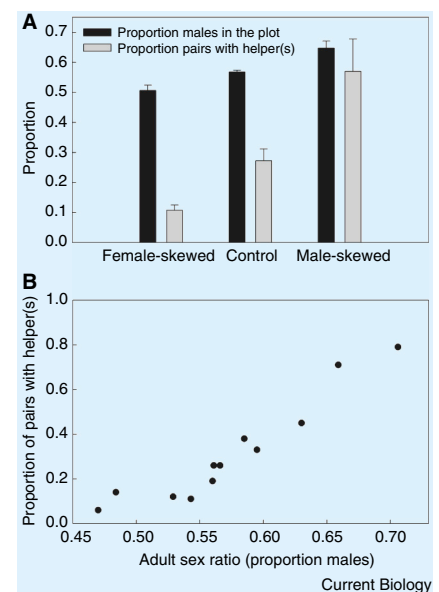 A
0.7
0.6
0.5
0.4
0.3
0.2
0.1
0.0
Proportion
Proportion males in the plot
Proportion pairs with helper(s)
Female-skewed Control Male-skewed
B
1.0
0.8
0.6
0.4
0.2
0.0
Proportion of pairs with helper(s)
0.45 0.50 0.55 0.60 0.65 0.70
Adult sex ratio (proportion males)
Current Biology